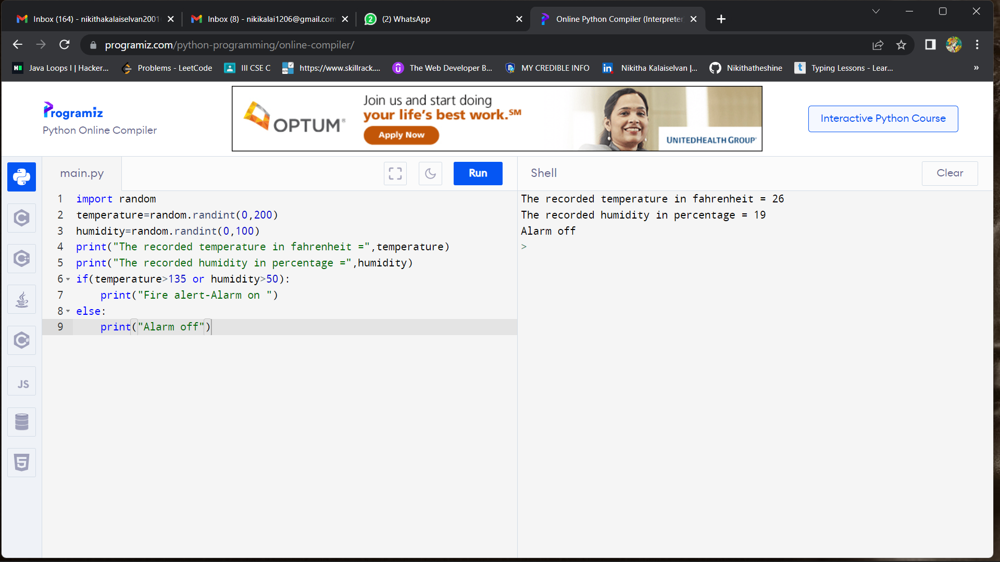 Inbox (164) - nikithakalaiselvan2001
Inbox (8) - nikikalai1206@gmail.com
2 (2) WhatsApp
Online Python Compiler (Interpreter
programiz.com/python-programming/online-compiler/
Java Loops I | Hacker...
Problems - LeetCode
III CSE C
https://www.skillrack....
The Web Developer B...
MY CREDIBLE INFO
in Nikitha Kalaiselvan |...
Nikithatheshine
t Typing Lessons - Lear...
»
Programiz
Python Online Compiler
OPTUM®
Join us and start doing
your life's best work.℠
Apply Now
UNITEDHEALTH GROUP®
Interactive Python Course
main.py
Run
Shell
Clear
1 import random
2 temperature=random.randint(0,200)
3 humidity=random.randint(0,100)
4 print("The recorded temperature in fahrenheit =",temperature)
5 print("The recorded humidity in percentage =",humidity)
6 if(temperature>135 or humidity>50):
7     print("Fire alert-Alarm on ")
8 else:
9     print("Alarm off")
The recorded temperature in fahrenheit = 26
The recorded humidity in percentage = 19
Alarm off
>
C
C++
C#
JS
5